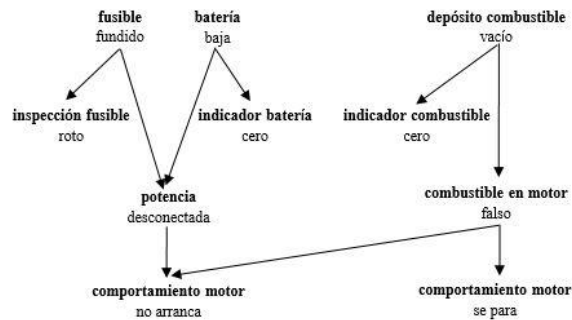 fusible
fundido
batería
baja
depósito combustible
vacío
inspección fusible
roto
indicador batería
cero
indicador combustible
cero
potencia
desconectada
combustible en motor
falso
comportamiento motor
no arranca
comportamiento motor
se para